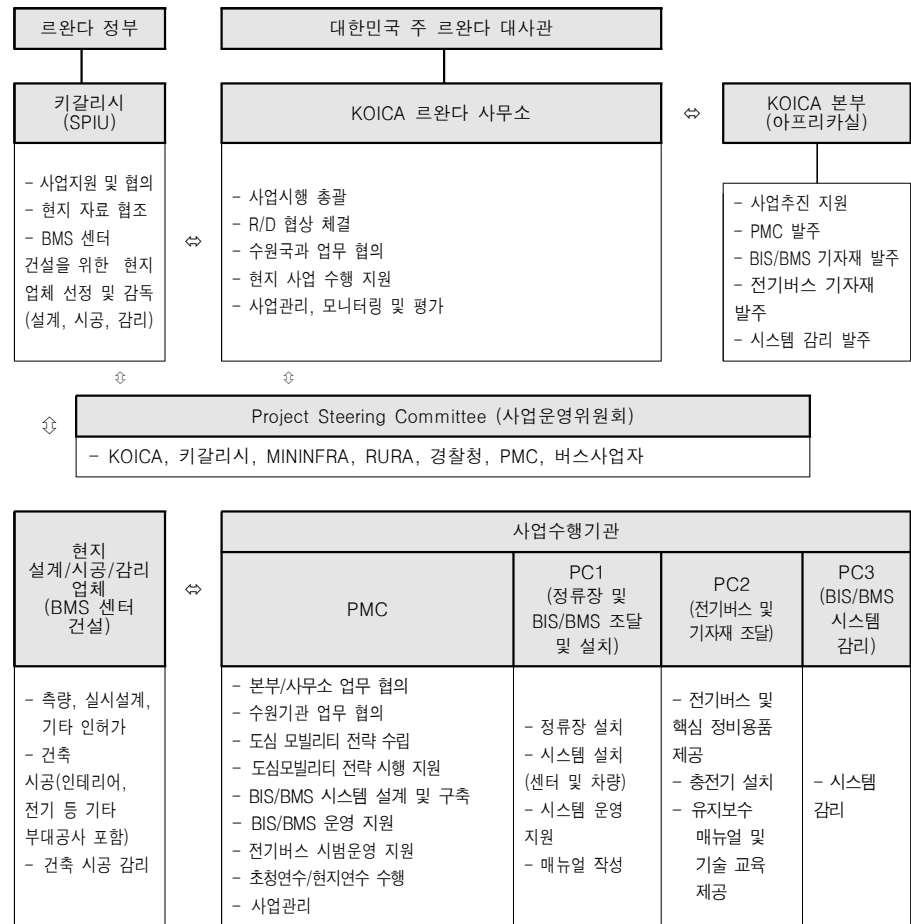 르완다 정부
대한민국 주 르완다 대사관
키갈리시
(SPIU)
KOICA 르완다 사무소
⇔
KOICA 본부
(아프리카실)
- 사업지원 및 협의
- 현지 자료 협조
- BMS 센터
건설을 위한 현지
업체 선정 및 감독
(설계, 시공, 감리)
⇔
- 사업시행 총괄
- R/D 협상 체결
- 수원국과 업무 협의
- 현지 사업 수행 지원
- 사업관리, 모니터링 및 평가
- 사업추진 지원
- PMC 발주
- BIS/BMS 기자재 발주
- 전기버스 기자재
발주
- 시스템 감리 발주
⇕
⇕
⇕
Project Steering Committee (사업운영위원회)
- KOICA, 키갈리시, MININFRA, RURA, 경찰청, PMC, 버스사업자
현지
설계/시공/감리
업체
(BMS 센터
건설)
⇔
사업수행기관
PMC
PC1
(정류장 및
BIS/BMS 조달
및 설치)
PC2
(전기버스 및
기자재 조달)
PC3
(BIS/BMS
시스템
감리)
- 측량, 실시설계,
기타 인허가
- 건축
시공(인테리어,
전기 등 기타
부대공사 포함)
- 건축 시공 감리
- 본부/사무소 업무 협의
- 수원기관 업무 협의
- 도심 모빌리티 전략 수립
- 도심모빌리티 전략 시행 지원
- BIS/BMS 시스템 설계 및 구축
- BIS/BMS 운영 지원
- 전기버스 시범운영 지원
- 초청연수/현지연수 수행
- 사업관리
- 정류장 설치
- 시스템 설치
(센터 및 차량)
- 시스템 운영
지원
- 매뉴얼 작성
- 전기버스 및
핵심 정비용품
제공
- 충전기 설치
- 유지보수
매뉴얼 및
기술 교육
제공
- 시스템
감리